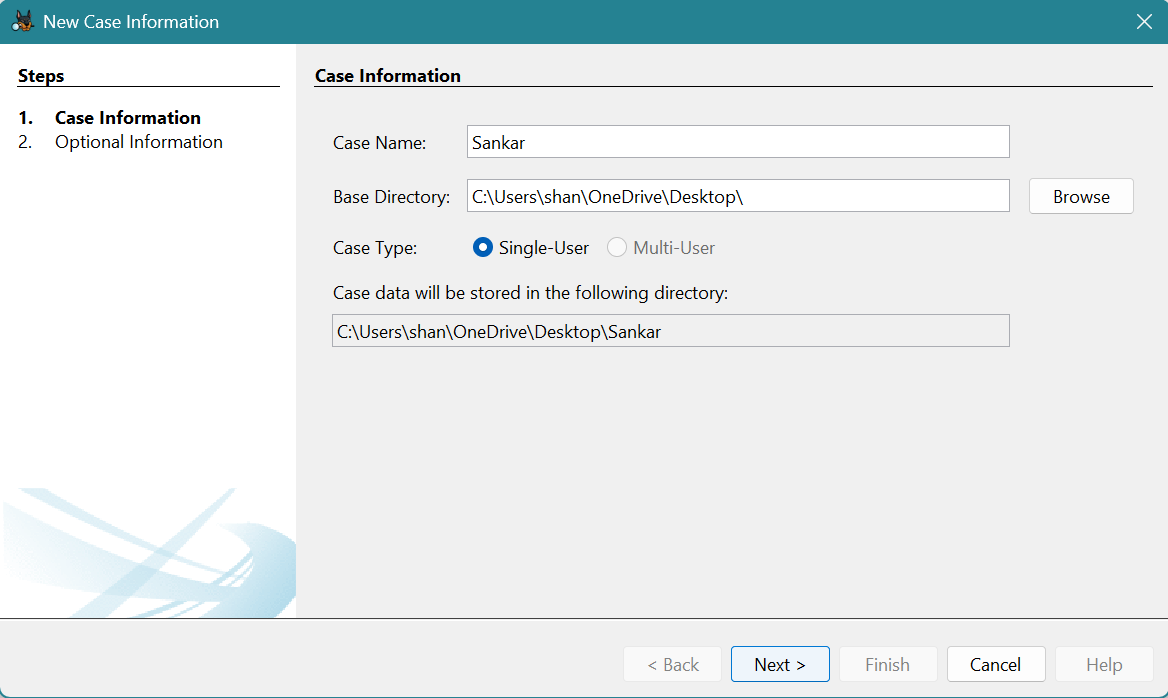 New Case Information
Steps
1. Case Information
2. Optional Information
Case Information
Case Name: Sankar
Base Directory: C:\Users\shan\OneDrive\Desktop\ Browse
Case Type: Single-User Multi-User
Case data will be stored in the following directory:
C:\Users\shan\OneDrive\Desktop\Sankar
< Back Next > Finish Cancel Help